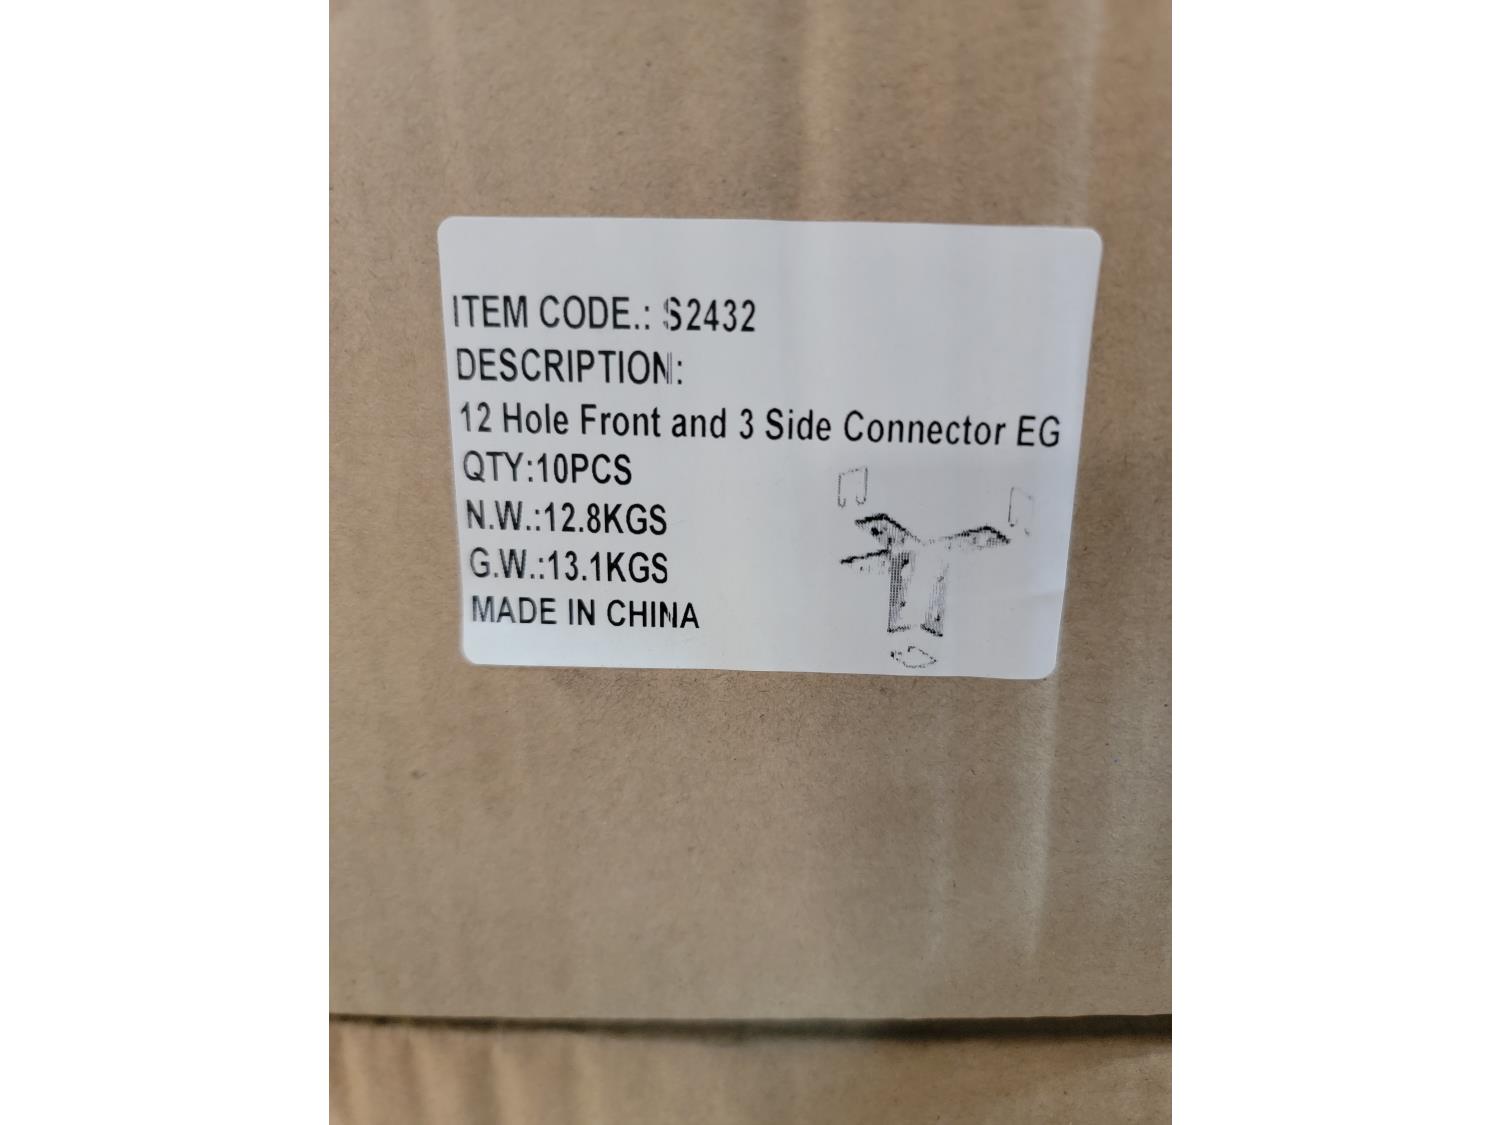 ITEM CODE.: S2432
DESCRIPTION:
12 Hole Front and 3 Side Connector EG
QTY:10PCS
N.W.:12.8KGS
G.W.:13.1KGS
MADE IN CHINA